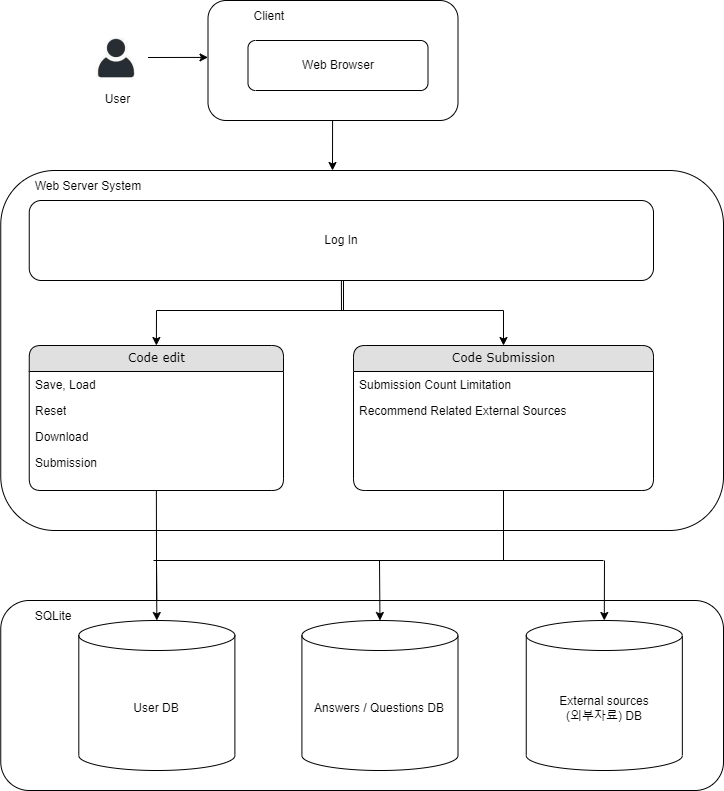 Client
Web Browser
User
Web Server System
Log In
Code edit
Save, Load
Reset
Download
Submission
Code Submission
Submission Count Limitation
Recommend Related External Sources
SQLite
User DB
Answers / Questions DB
External sources
(외부자료) DB